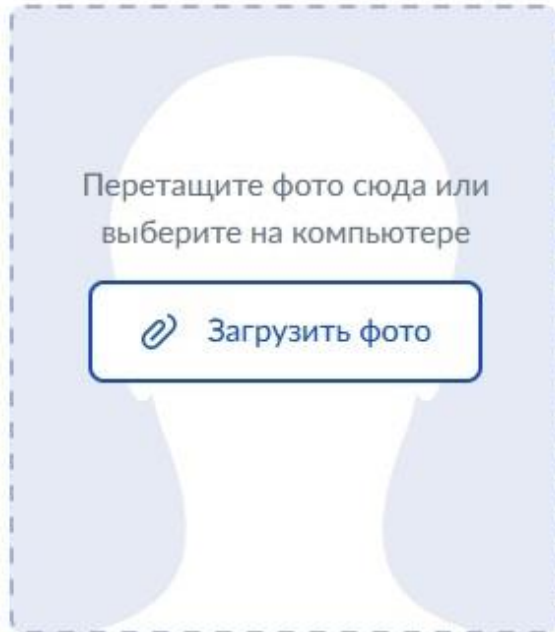 Перетащите фото сюда или
выберите на компьютере
Загрузить фото